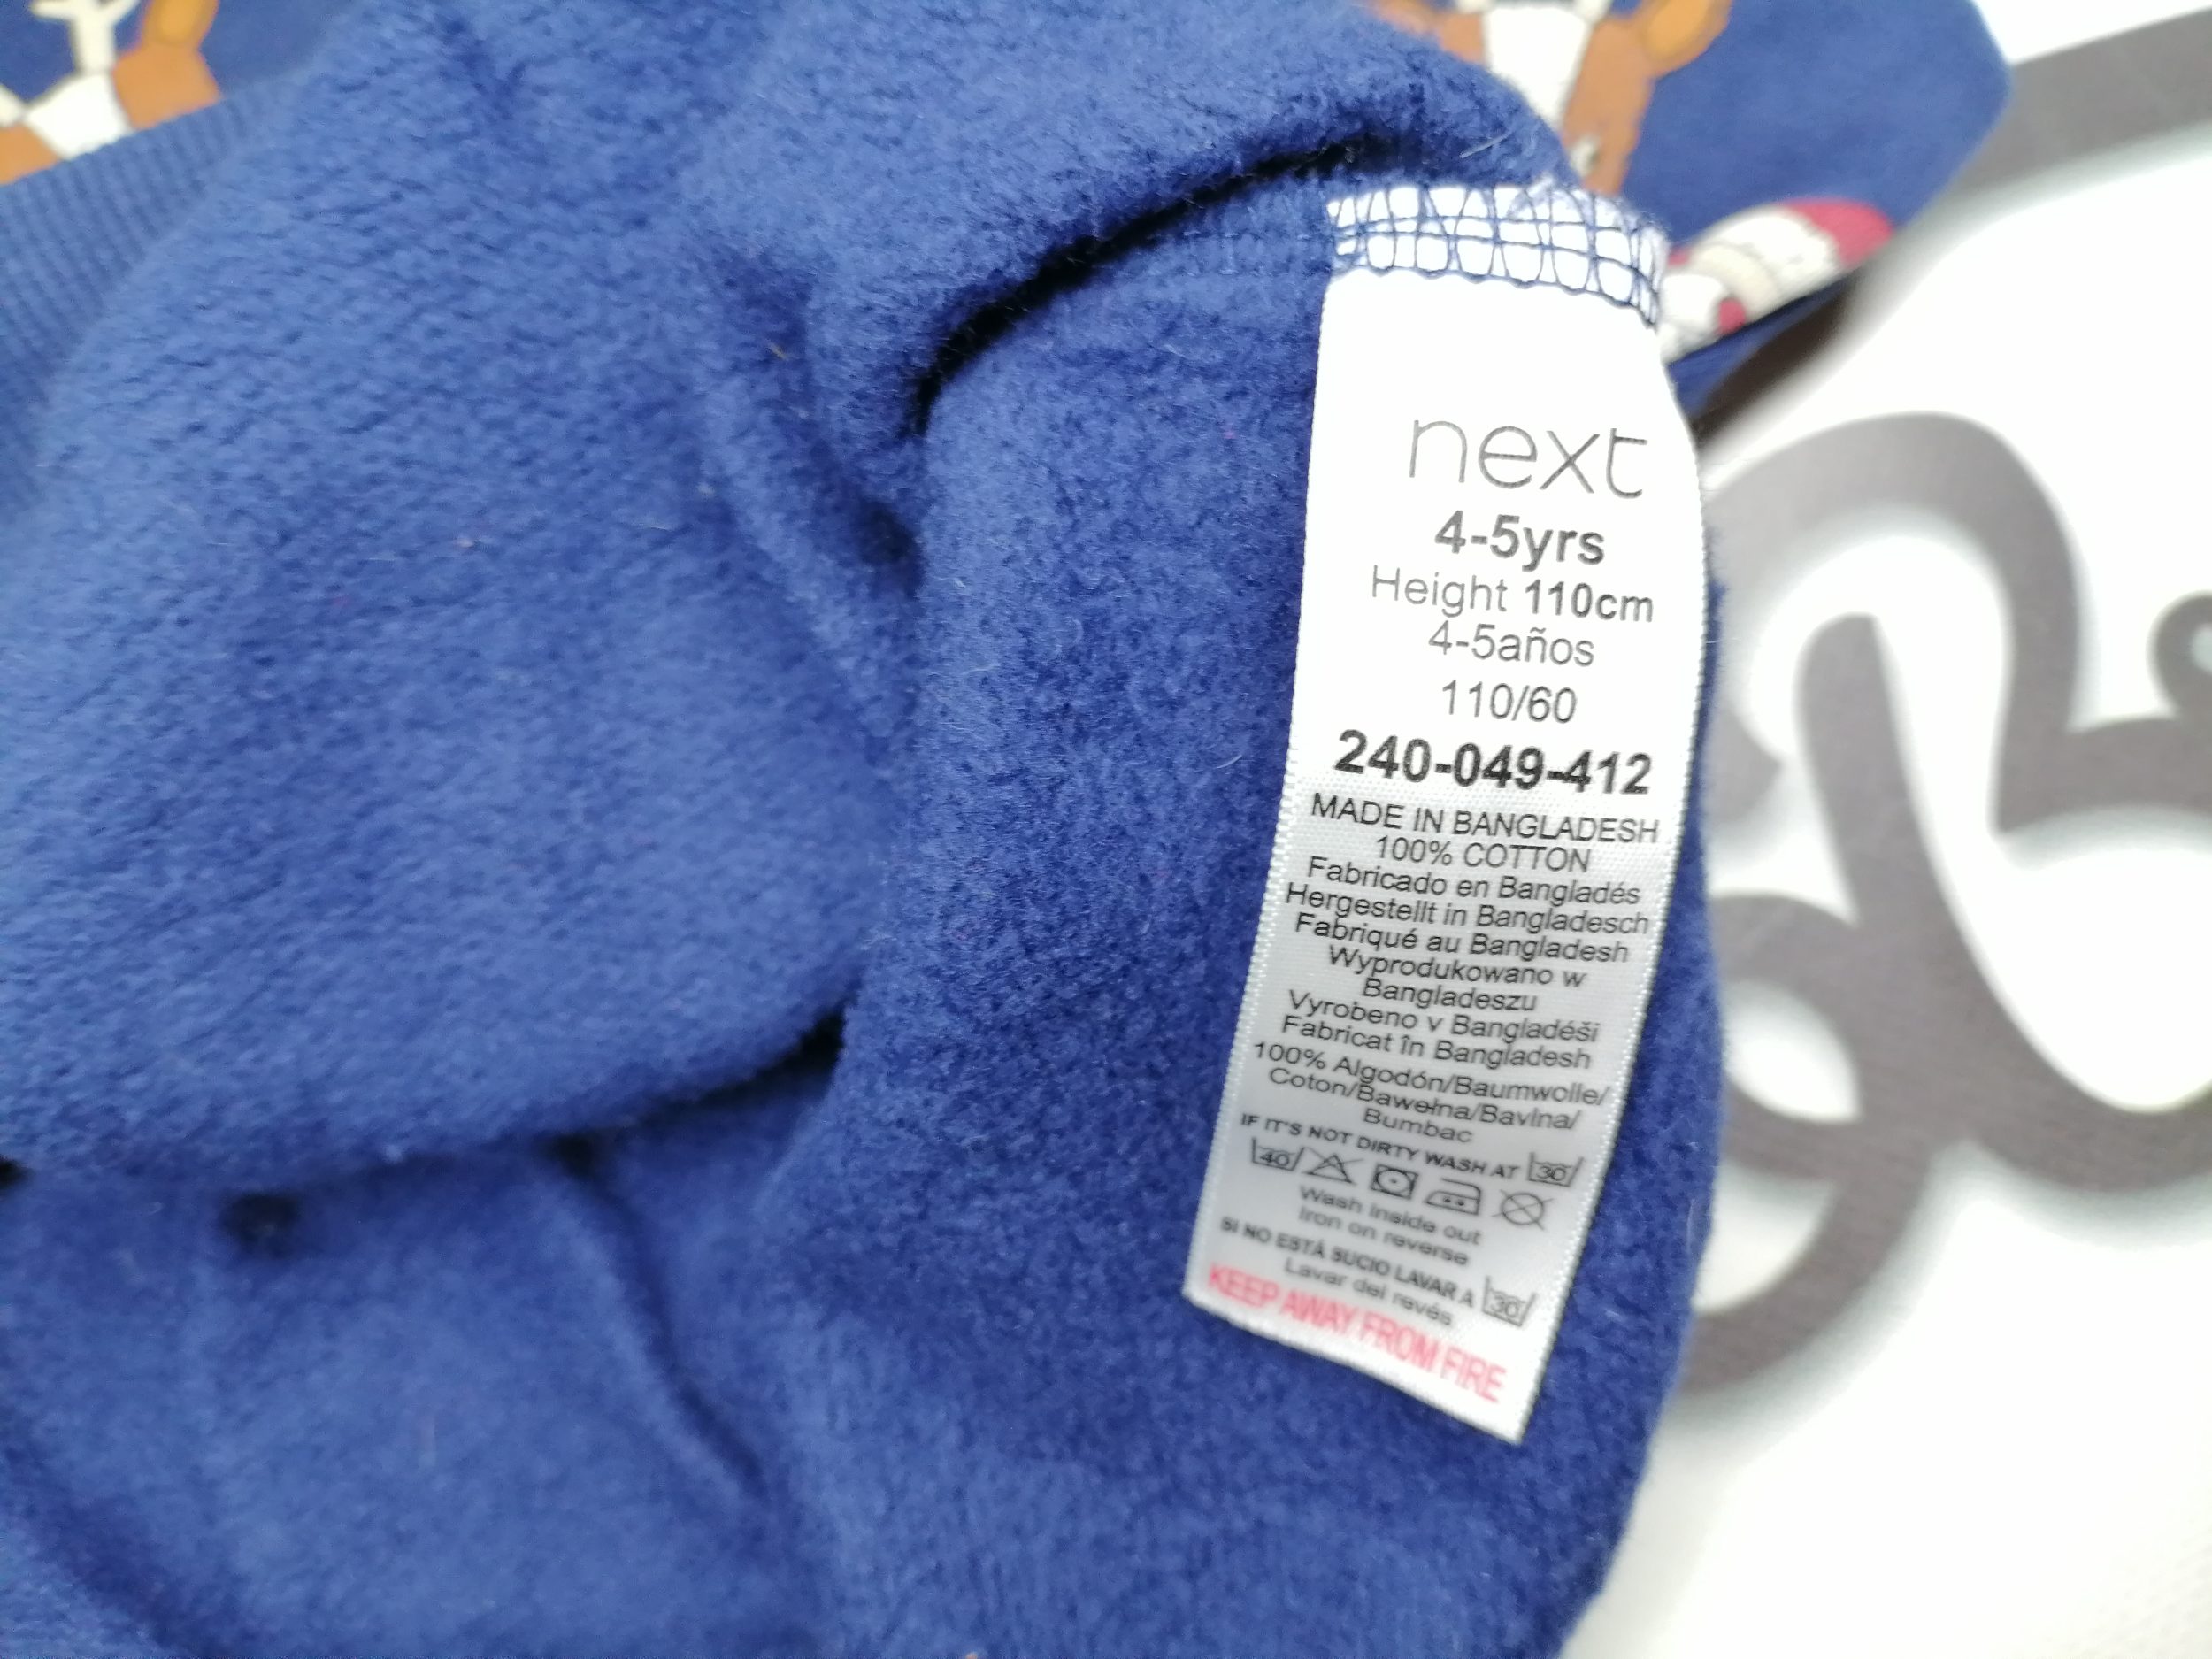 next
4-5yrs
Height 110cm
4-5años
110/60
240-049-412
MADE IN BANGLADESH
100% COTTON
Fabricado en Bangladés
Hergestellt in Bangladesch
Fabriqué au Bangladesh
Wyprodukowano w
Bangladeszu
Vyrobeno v Bangladéši
Fabricat în Bangladesh
100% Algodón/Baumwolle/
Coton/Bawełna/Bavlna/
Bumbac
IF IT'S NOT DIRTY WASH AT 30
40
Wash inside out
Iron on reverse
SI NO ESTÁ SUCIO LAVAR A 30
Lavar del revés
KEEP AWAY FROM FIRE